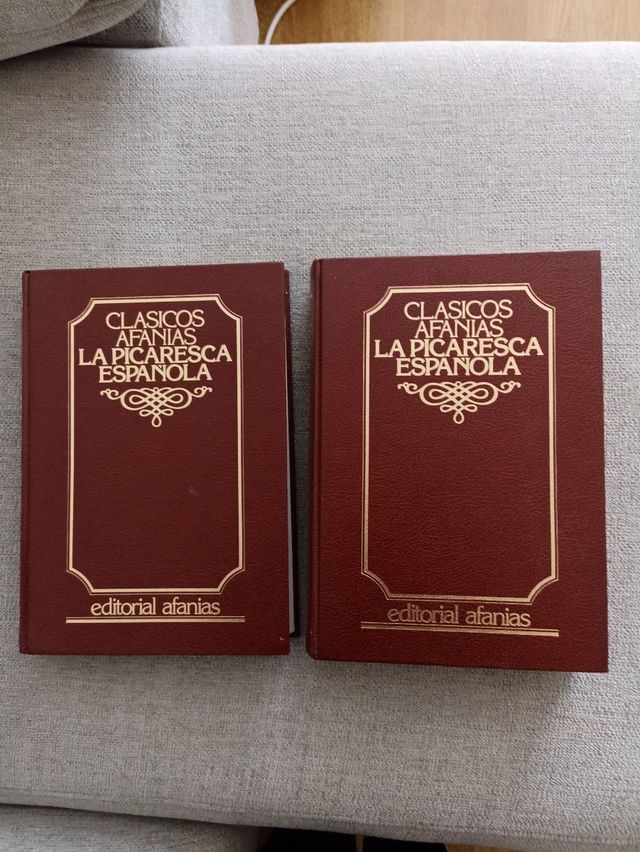 CLASICOS
AFANIAS
LA PICARESCA
ESPAÑOLA
editorial afanias
CLASICOS
AFANIAS
LA PICARESCA
ESPAÑOLA
editorial afanias